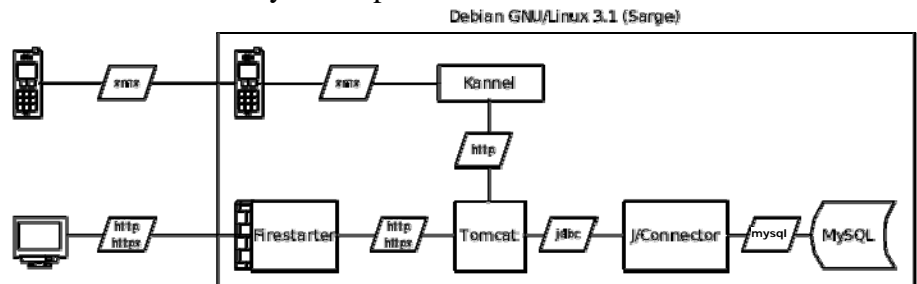 Debian GNU/Linux 3.1 (Sarge)
sms
sms
Kannel
http
http
https
Firestarter
http
https
Tomcat
jdbc
J/Connector
mysql
MySQL